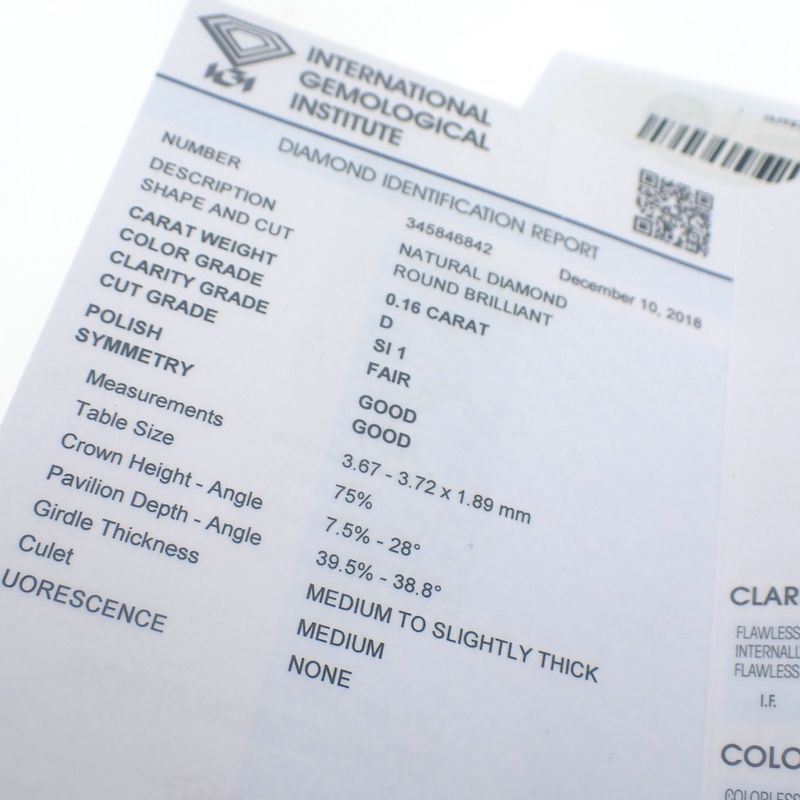 IGI
INTERNATIONAL
GEMOLOGICAL
INSTITUTE
DIAMOND IDENTIFICATION REPORT
NUMBER 345846842 December 10, 2018
DESCRIPTION NATURAL DIAMOND
SHAPE AND CUT ROUND BRILLIANT
CARAT WEIGHT 0.16 CARAT
COLOR GRADE D
CLARITY GRADE SI 1
CUT GRADE FAIR
POLISH GOOD
SYMMETRY GOOD
Measurements 3.67 - 3.72 x 1.89 mm
Table Size 75%
Crown Height - Angle 7.5% - 28°
Pavilion Depth - Angle 39.5% - 38.8°
Girdle Thickness MEDIUM TO SLIGHTLY THICK
Culet MEDIUM
UORESCENCE NONE
CLAR
FLAWLESS
INTERNALL
FLAWLESS
I.F.
COLO
COLORLESS